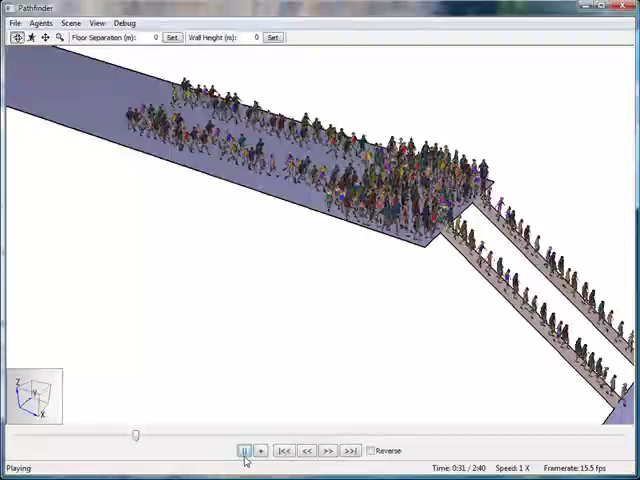 Pathfinder
File Agents Scene View Debug
Floor Separation (m): 0 Set Wall Height (m): 0 Set
Z Y X
|<< << >> >>| Reverse
Playing Time: 0:31 / 2:40 Speed: 1 X Framerate: 15.5 fps